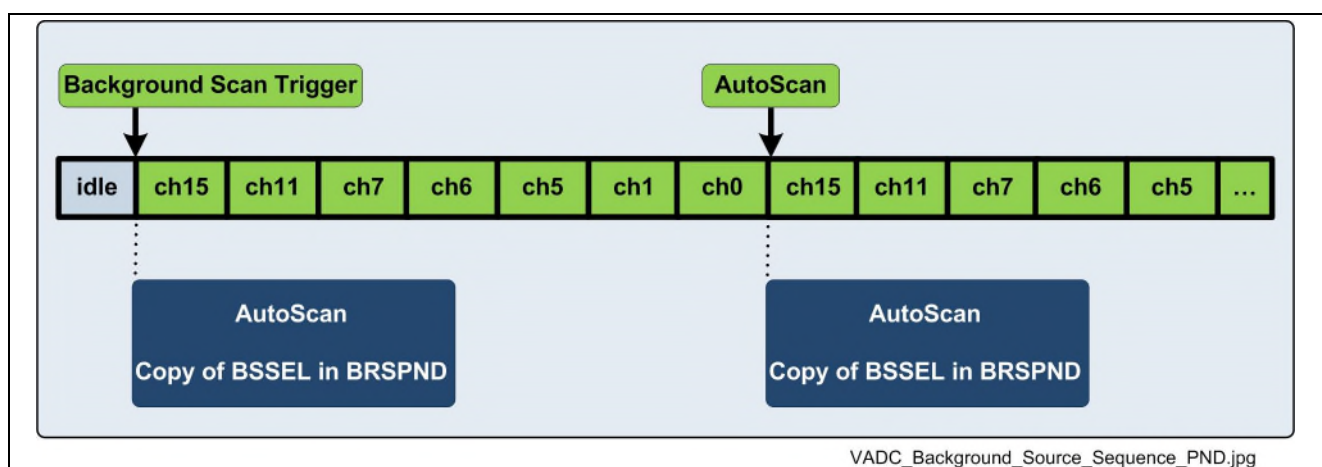 Background Scan Trigger AutoScan
idle ch15 ch11 ch7 ch6 ch5 ch1 ch0 ch15 ch11 ch7 ch6 ch5 ...
AutoScan
Copy of BSSEL in BRSPND
AutoScan
Copy of BSSEL in BRSPND
VADC_Background_Source_Sequence_PND.jpg